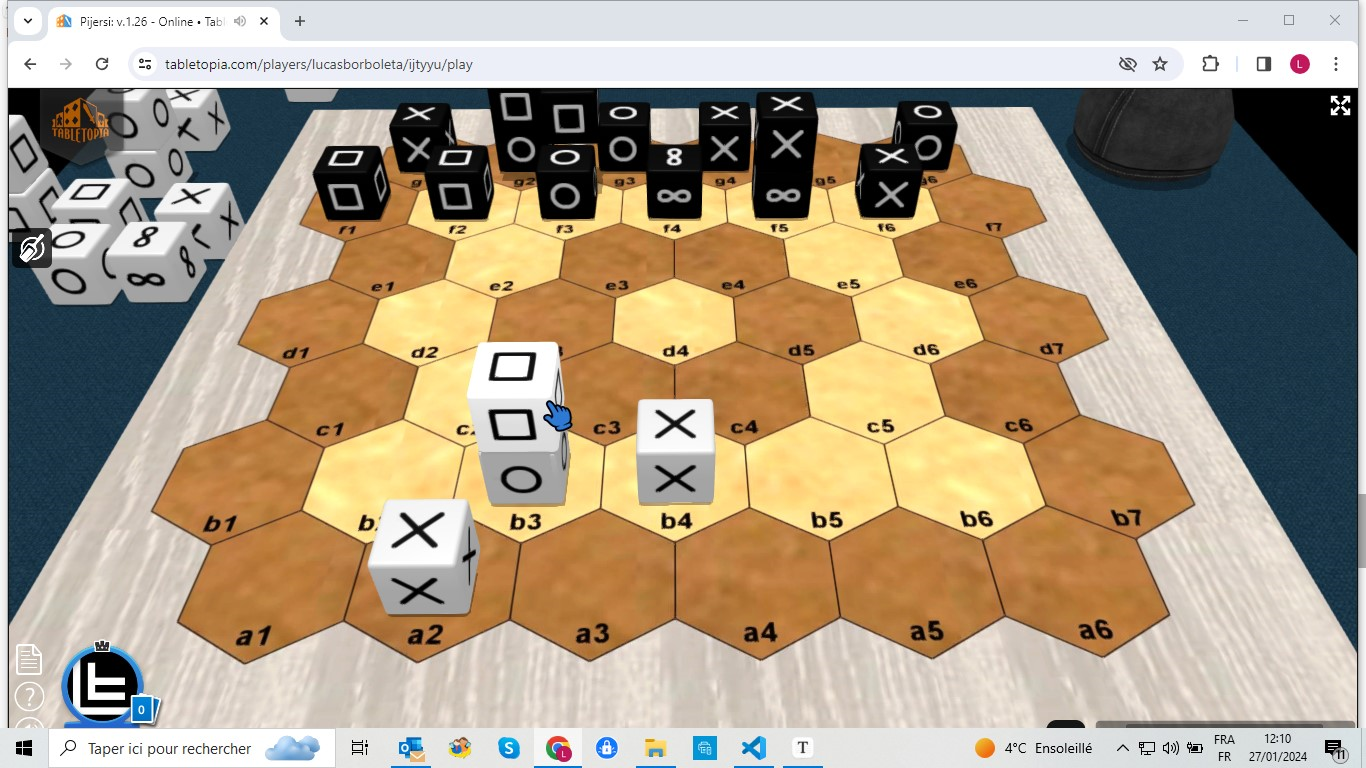 Pijersi: v.1.26 - Online • Tabl
tabletopia.com/players/lucasborboleta/ijtyyu/play
L
TABLETOPIA
g2 g3 g4 g5 g6
f1 f2 f3 f4 f5 f6 f7
e1 e2 e3 e4 e5 e6
d1 d2 d4 d5 d6 d7
c1 c3 c4 c5 c6
b1 b3 b4 b5 b6 b7
a1 a2 a3 a4 a5 a6
0
Taper ici pour rechercher
4°C Ensoleillé
FRA
FR
12:10
27/01/2024
11